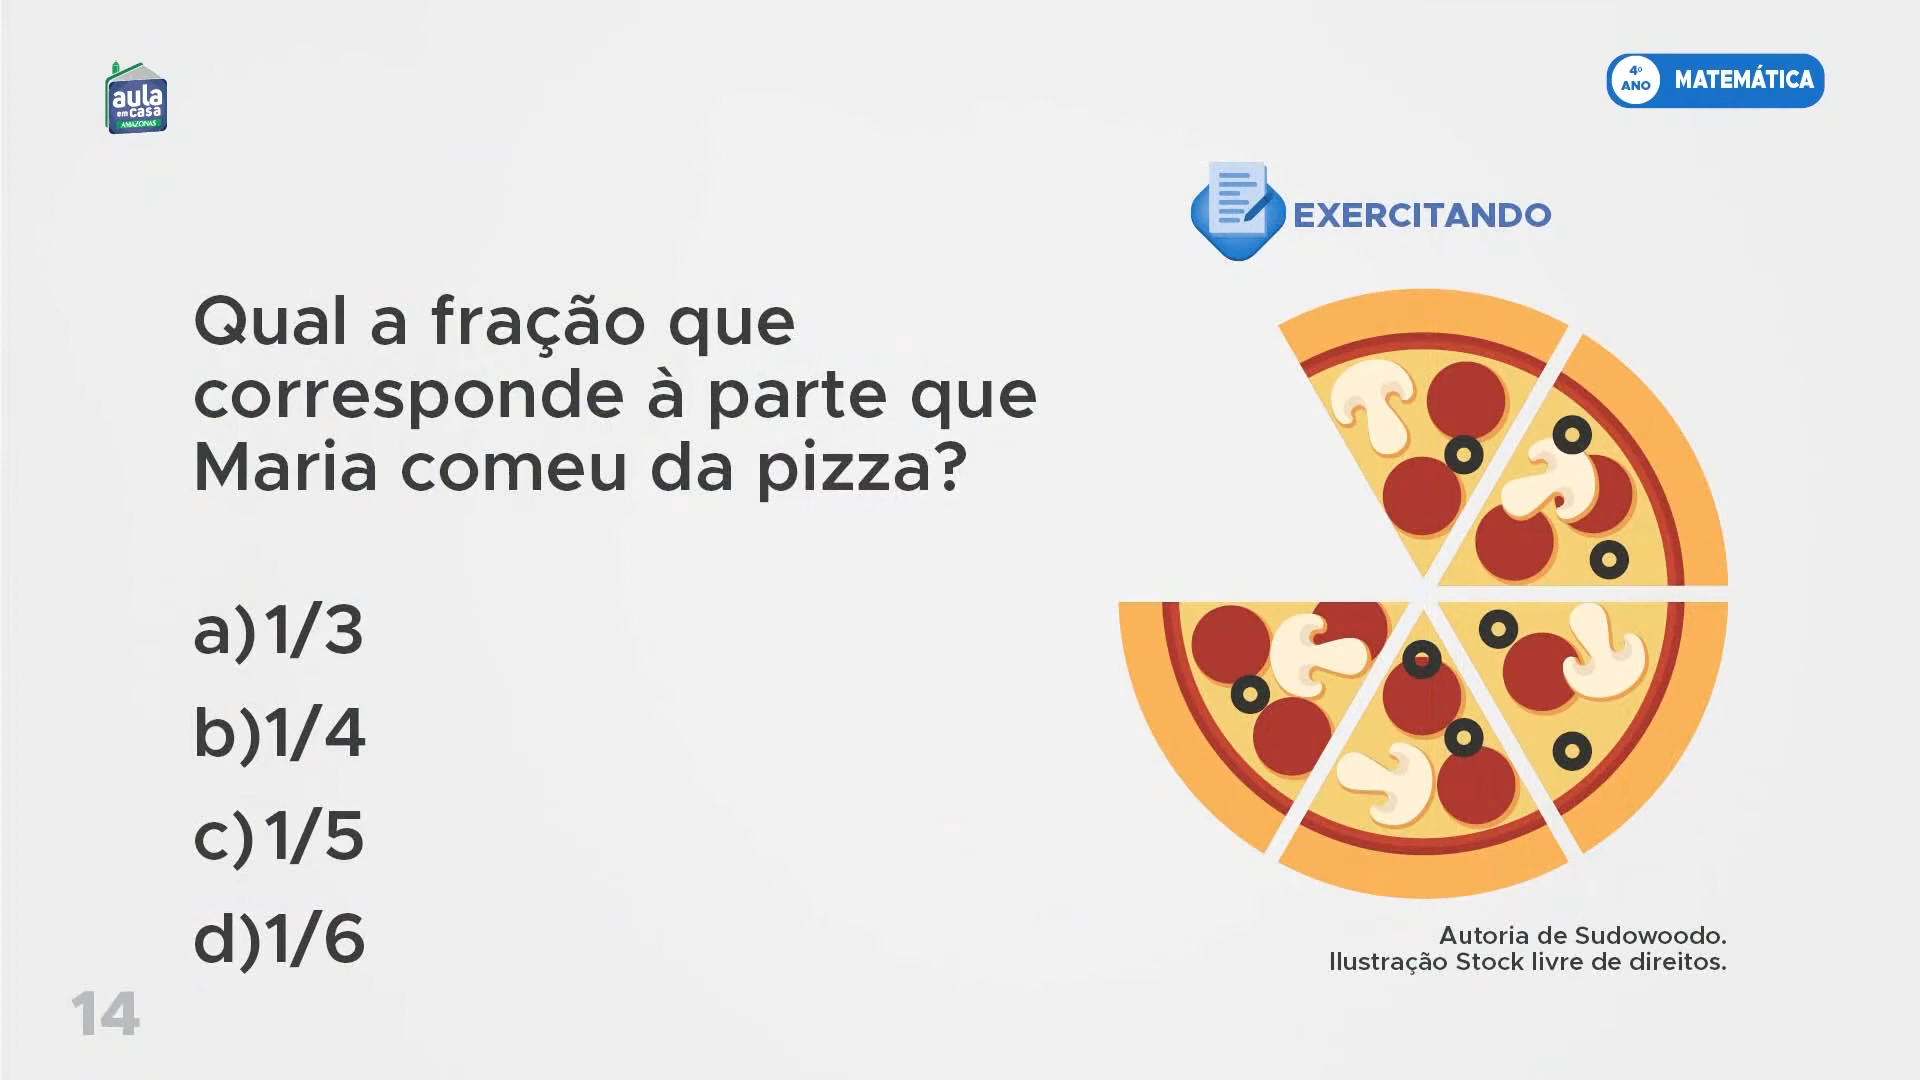 aula
em casa
AMAZONAS
4º
ANO
MATEMÁTICA
EXERCITANDO
Qual a fração que
corresponde à parte que
Maria comeu da pizza?
a) 1/3
b) 1/4
c) 1/5
d) 1/6
Autoria de Sudowoodo.
Ilustração Stock livre de direitos.
14